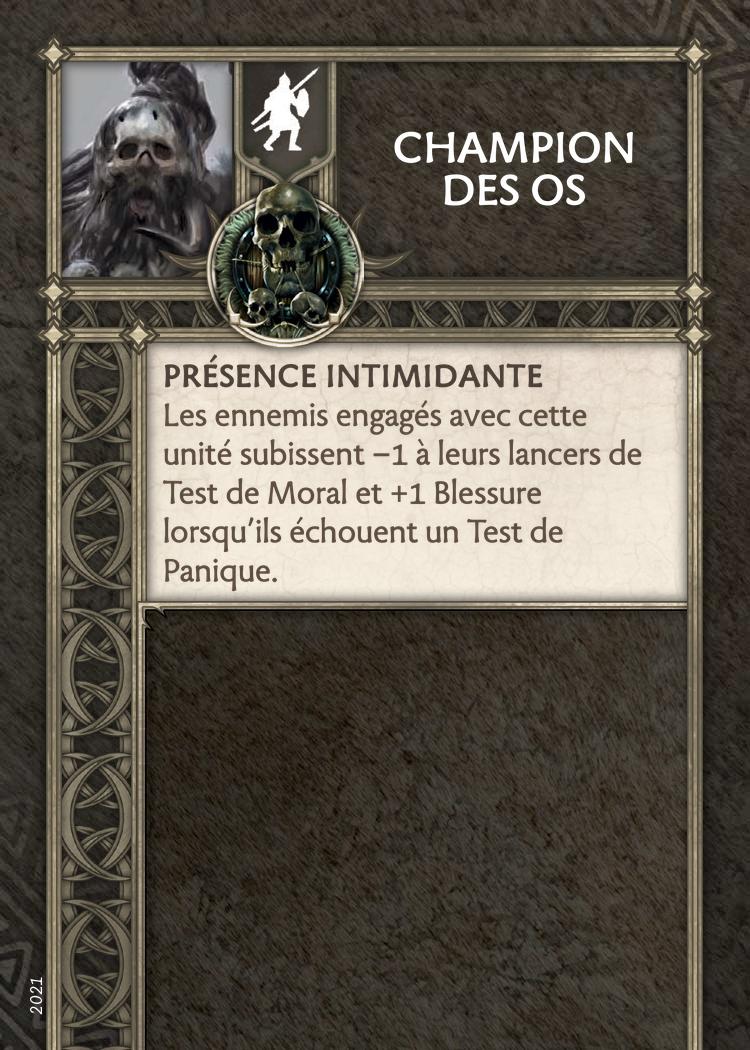 CHAMPION
DES OS
PRÉSENCE INTIMIDANTE
Les ennemis engagés avec cette
unité subissent −1 à leurs lancers de
Test de Moral et +1 Blessure
lorsqu'ils échouent un Test de
Panique.
2021